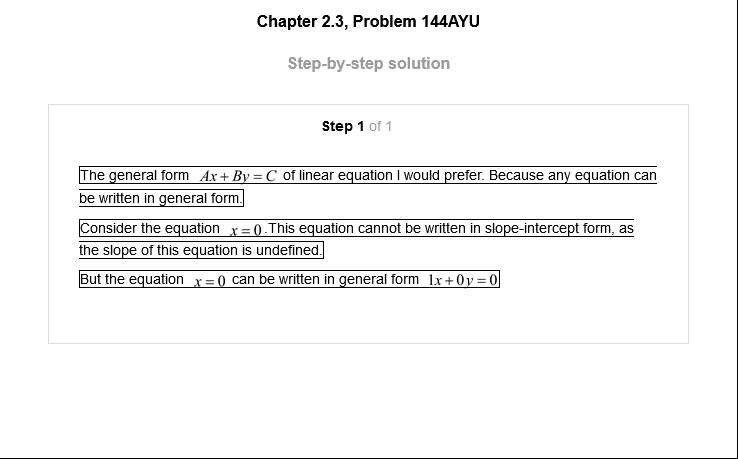 Chapter 2.3, Problem 144AYU
Step-by-step solution
Step 1 of 1
The general form Ax + By = C of linear equation I would prefer. Because any equation can
be written in general form.
Consider the equation x = 0 .This equation cannot be written in slope-intercept form, as
the slope of this equation is undefined.
But the equation x = 0 can be written in general form 1x + 0y = 0